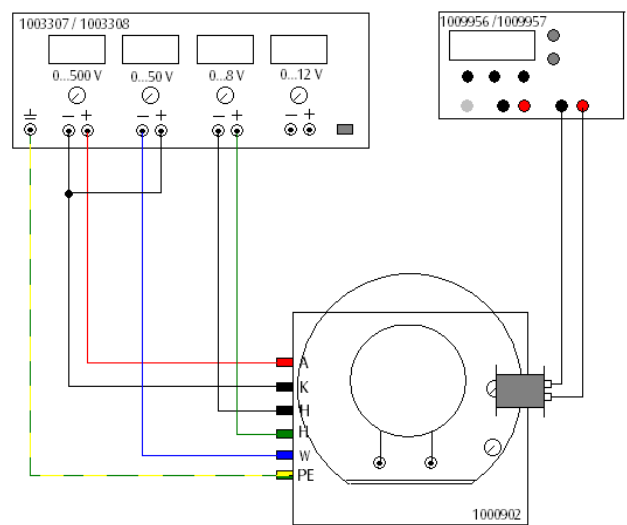 1003307 / 1003308
0...500 V
0...50 V
0...8 V
0...12 V
− +
− +
− +
− +
1009956 /1009957
A
K
H
H
W
PE
1000902